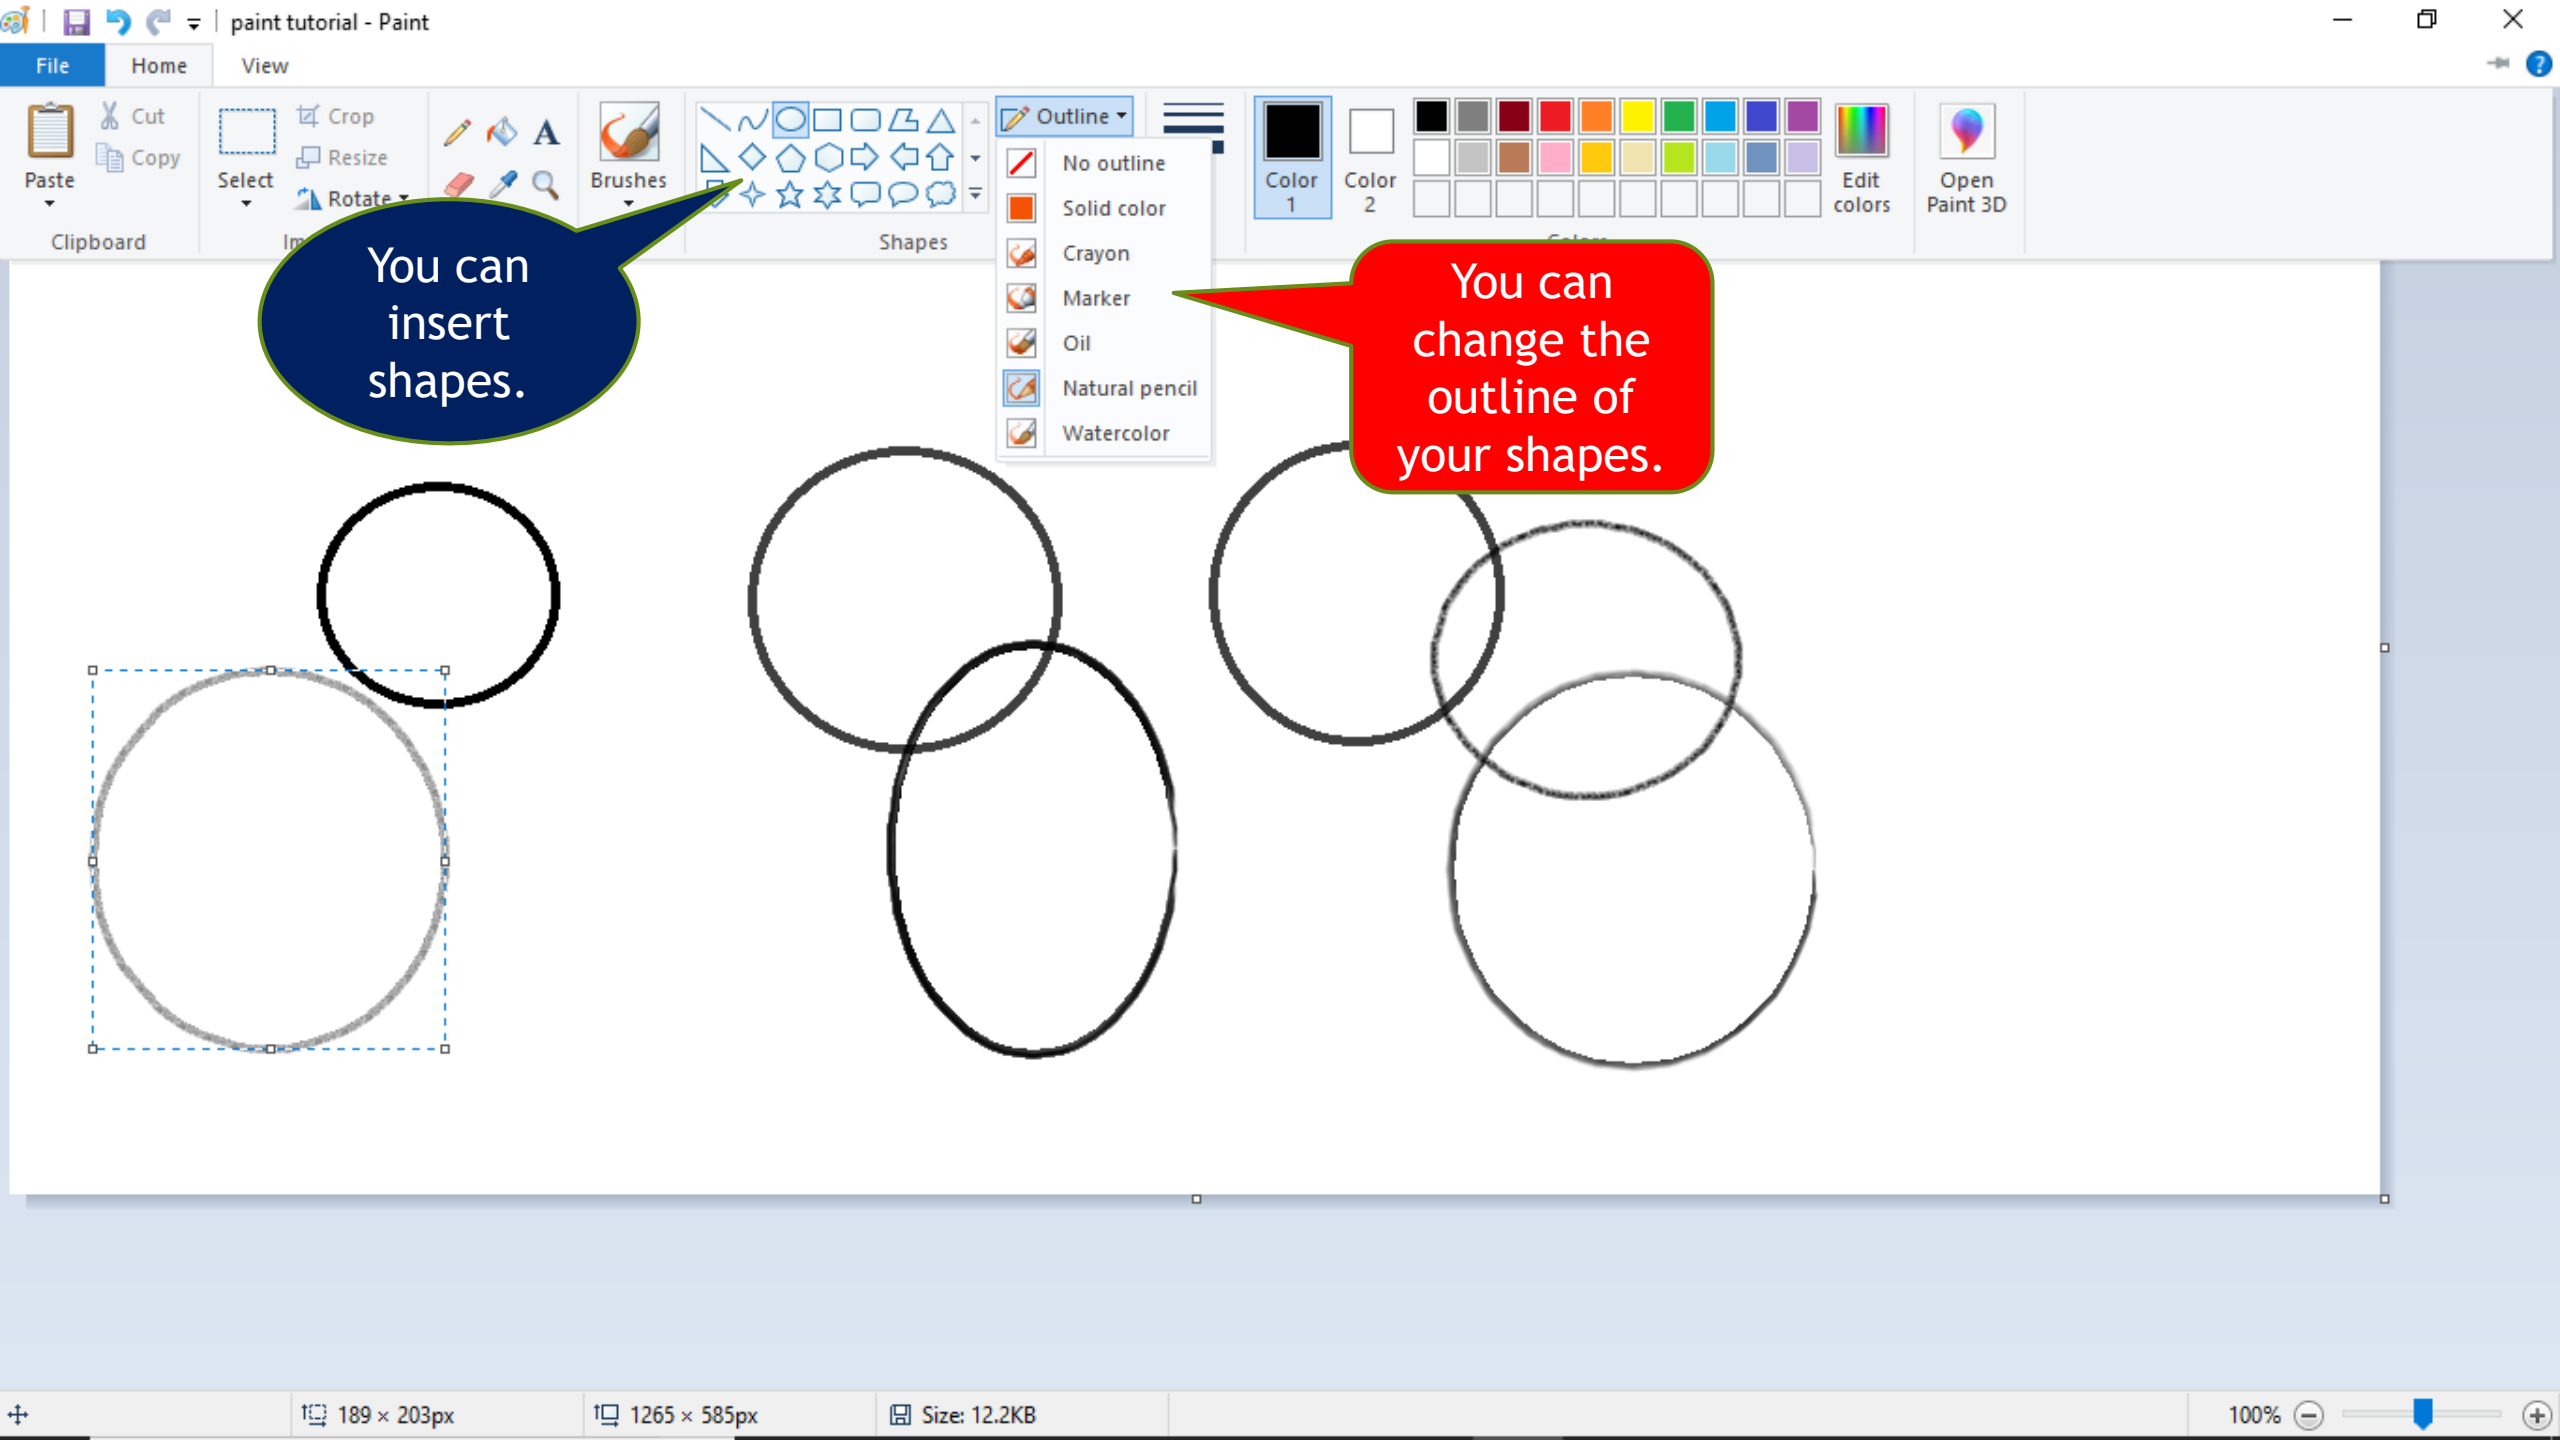 paint tutorial - Paint
File Home View
Cut
Copy
Paste
Clipboard
Select
Crop
Resize
Rotate
A
Brushes
Shapes
Outline
No outline
Solid color
Crayon
Marker
Oil
Natural pencil
Watercolor
Color
1
Color
2
Edit
colors
Open
Paint 3D
You can
insert
shapes.
You can
change the
outline of
your shapes.
189 × 203px
1265 × 585px
Size: 12.2KB
100%